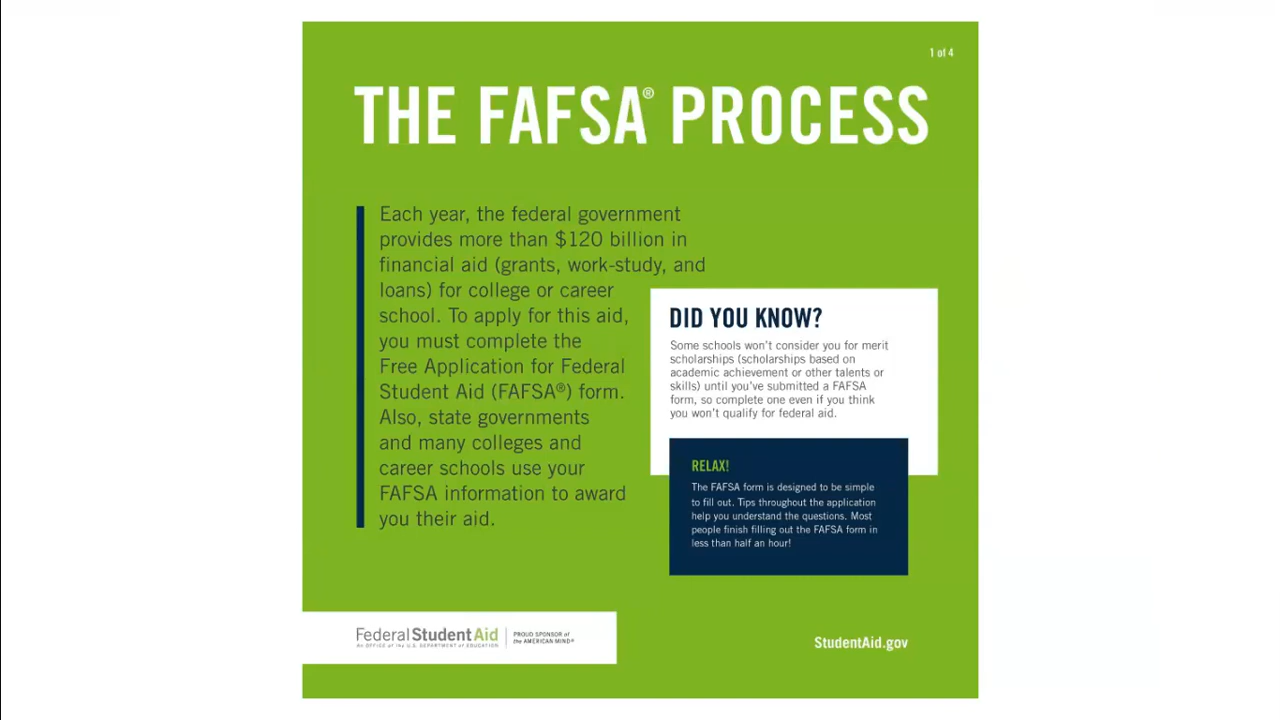 1 of 4
THE FAFSA® PROCESS
Each year, the federal government
provides more than $120 billion in
financial aid (grants, work-study, and
loans) for college or career
school. To apply for this aid,
you must complete the
Free Application for Federal
Student Aid (FAFSA®) form.
Also, state governments
and many colleges and
career schools use your
FAFSA information to award
you their aid.
DID YOU KNOW?
Some schools won't consider you for merit
scholarships (scholarships based on
academic achievement or other talents or
skills) until you've submitted a FAFSA
form, so complete one even if you think
you won't qualify for federal aid.
RELAX!
The FAFSA form is designed to be simple
to fill out. Tips throughout the application
help you understand the questions. Most
people finish filling out the FAFSA form in
less than half an hour!
Federal Student Aid
An OFFICE of the U.S. DEPARTMENT of EDUCATION
PROUD SPONSOR of
the AMERICAN MIND®
StudentAid.gov